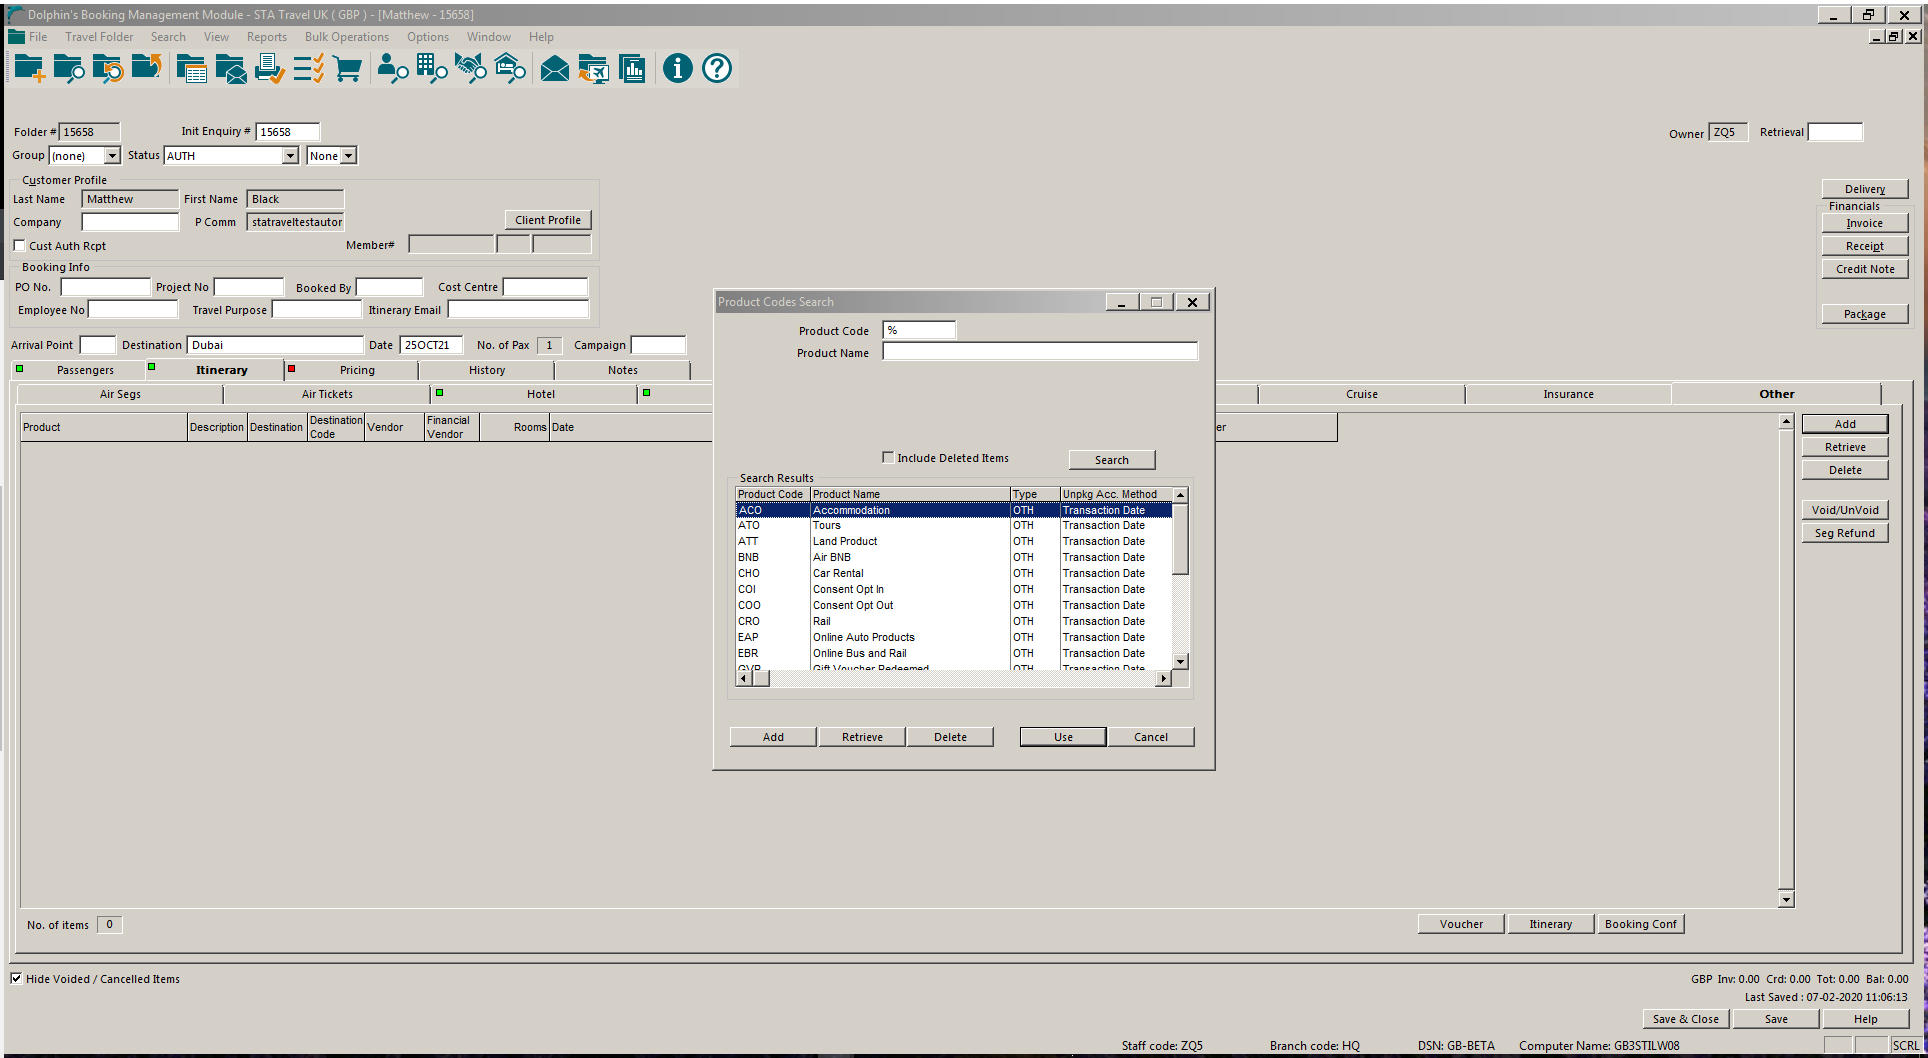 Dolphin's Booking Management Module - STA Travel UK ( GBP ) - [Matthew - 15658]
File Travel Folder Search View Reports Bulk Operations Options Window Help
Folder # 15658 Init Enquiry # 15658 Owner ZQ5 Retrieval
Group (none) Status AUTH None
Customer Profile
Last Name Matthew First Name Black
Company P Comm statraveltestautor Client Profile
Cust Auth Rcpt Member#
Booking Info
PO No. Project No Booked By Cost Centre
Employee No Travel Purpose Itinerary Email
Arrival Point Destination Dubai Date 25OCT21 No. of Pax 1 Campaign
Delivery
Financials
Invoice
Receipt
Credit Note
Package
Passengers Itinerary Pricing History Notes
Air Segs Air Tickets Hotel Cruise Insurance Other
Product Description Destination Destination Code Vendor Financial Vendor Rooms Date er
Add
Retrieve
Delete
Void/UnVoid
Seg Refund
Product Codes Search
Product Code %
Product Name
Include Deleted Items Search
Search Results
Product Code Product Name Type Unpkg Acc. Method
ACO Accommodation OTH Transaction Date
ATO Tours OTH Transaction Date
ATT Land Product OTH Transaction Date
BNB Air BNB OTH Transaction Date
CHO Car Rental OTH Transaction Date
COI Consent Opt In OTH Transaction Date
COO Consent Opt Out OTH Transaction Date
CRO Rail OTH Transaction Date
EAP Online Auto Products OTH Transaction Date
EBR Online Bus and Rail OTH Transaction Date
GVR Gift Voucher Redeemed OTH Transaction Date
Add Retrieve Delete Use Cancel
No. of items 0 Voucher Itinerary Booking Conf
Hide Voided / Cancelled Items GBP Inv: 0.00 Crd: 0.00 Tot: 0.00 Bal: 0.00
Last Saved : 07-02-2020 11:06:13
Save & Close Save Help
Staff code: ZQ5 Branch code: HQ DSN: GB-BETA Computer Name: GB3STILW08 SCRL